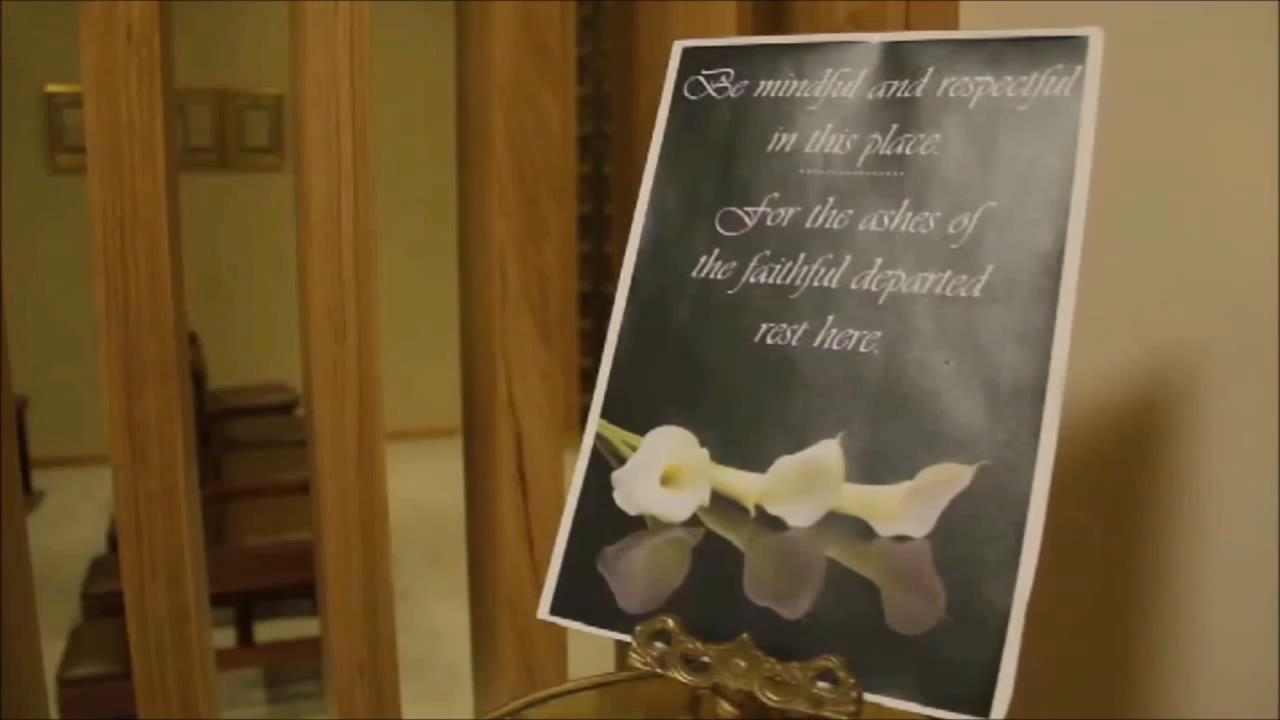 Be mindful and respectful
in this place.
For the ashes of
the faithful departed
rest here.